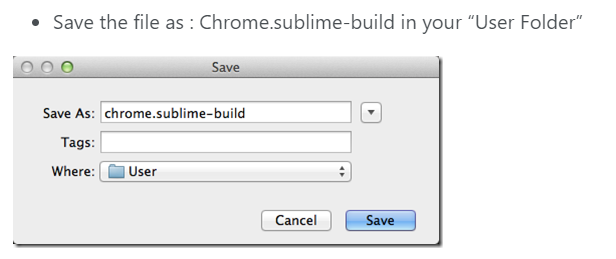 Save the file as : Chrome.sublime-build in your “User Folder”
Save
Save As: chrome.sublime-build
Tags:
Where: User
Cancel Save